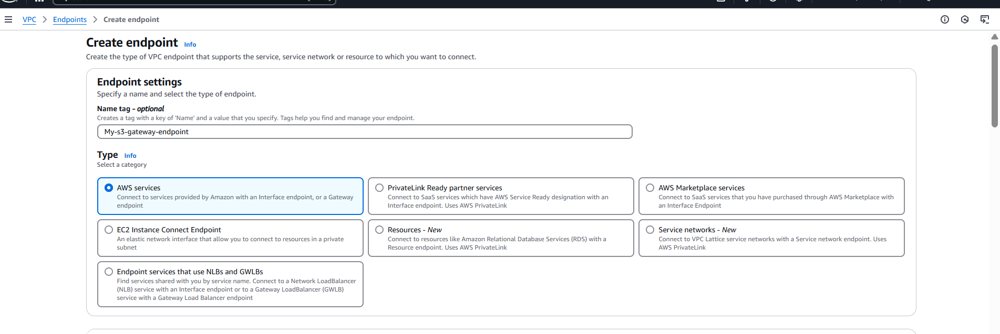 VPC > Endpoints > Create endpoint
Create endpoint Info
Create the type of VPC endpoint that supports the service, service network or resource to which you want to connect.
Endpoint settings
Specify a name and select the type of endpoint.
Name tag - optional
Creates a tag with a key of 'Name' and a value that you specify. Tags help you find and manage your endpoint.
My-s3-gateway-endpoint
Type Info
Select a category
AWS services
Connect to services provided by Amazon with an Interface endpoint, or a Gateway
endpoint
PrivateLink Ready partner services
Connect to SaaS services which have AWS Service Ready designation with an
Interface endpoint. Uses AWS PrivateLink
AWS Marketplace services
Connect to SaaS services that you have purchased through AWS Marketplace with
an Interface Endpoint
EC2 Instance Connect Endpoint
An elastic network interface that allow you to connect to resources in a private
subnet
Resources - New
Connect to resources like Amazon Relational Database Services (RDS) with a
Resource endpoint. Uses AWS PrivateLink
Service networks - New
Connect to VPC Lattice service networks with a Service network endpoint. Uses
AWS PrivateLink
Endpoint services that use NLBs and GWLBs
Find services shared with you by service name. Connect to a Network LoadBalancer
(NLB) service with an Interface endpoint or to a Gateway LoadBalancer (GWLB)
service with a Gateway Load Balancer endpoint